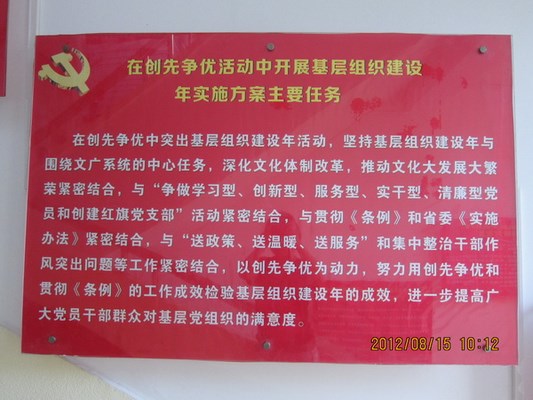 在创先争优活动中开展基层组织建设
年实施方案主要任务
在创先争优中突出基层组织建设年活动，坚持基层组织建设年与
围绕文广系统的中心任务，深化文化体制改革，推动文化大发展大繁
荣紧密结合，与“争做学习型、创新型、服务型、实干型、清廉型党
员和创建红旗党支部”活动紧密结合，与贯彻《条例》和省委《实施
办法》紧密结合，与“送政策、送温暖、送服务”和集中整治干部作
风突出问题等工作紧密结合，以创先争优为动力，努力用创先争优和
贯彻《条例》的工作成效检验基层组织建设年的成效，进一步提高广
大党员干部群众对基层党组织的满意度。
2012/08/15 10:12